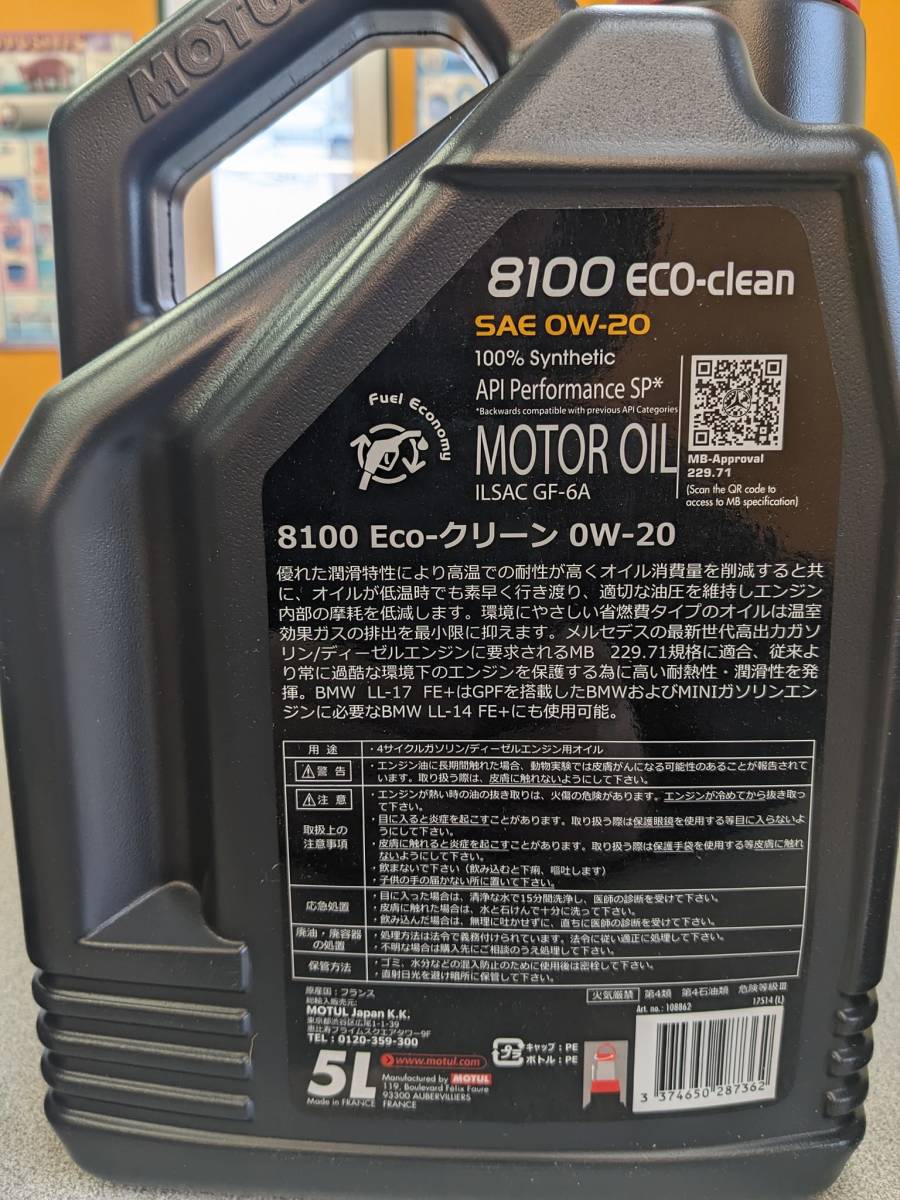 MOTUL
8100 ECO-clean
SAE 0W-20
100% Synthetic
API Performance SP*
*Backwards compatible with previous API Categories
MOTOR OIL
ILSAC GF-6A
Fuel Economy
MB-Approval
229.71
(Scan the QR code to
access to MB specification)
8100 Eco-クリーン 0W-20
優れた潤滑特性により高温での耐性が高くオイル消費量を削減すると共
に、オイルが低温時でも素早く行き渡り、適切な油圧を維持しエンジン
内部の摩耗を低減します。環境にやさしい省燃費タイプのオイルは温室
効果ガスの排出を最小限に抑えます。メルセデスの最新世代高出力ガソ
リン/ディーゼルエンジンに要求されるMB 229.71規格に適合、従来よ
り常に過酷な環境下のエンジンを保護する為に高い耐熱性・潤滑性を発
揮。BMW LL-17 FE+はGPFを搭載したBMWおよびMINIガソリンエン
ジンに必要なBMW LL-14 FE+にも使用可能。
用途 ・4サイクルガソリン/ディーゼルエンジン用オイル
警告 ・エンジン油に長期間触れた場合、動物実験では皮膚がんになる可能性のあることが報告されて
います。取り扱う際は、皮膚に触れないようにして下さい。
注意 ・エンジンが熱い時の油の抜き取りは、火傷の危険があります。エンジンが冷めてから抜き取っ
て下さい。
取扱上の
注意事項
・目に入ると炎症を起こすことがあります。取り扱う際は保護眼鏡を使用する等目に入らないよ
うにして下さい。
・皮膚に触れると炎症を起こすことがあります。取り扱う際は保護手袋を使用する等皮膚に触れ
ないようにして下さい。
・飲まないで下さい（飲み込むと下痢、嘔吐します）
・子供の手の届かない所に置いて下さい。
応急処置 ・目に入った場合は、清浄な水で15分間洗浄し、医師の診断を受けて下さい。
・皮膚に触れた場合は、水と石けんで十分に洗って下さい。
・飲み込んだ場合は、無理に吐かせずに、直ちに医師の診断を受けて下さい。
廃油・廃容器
の処置
・処理方法は法令で義務付けられています。法令に従い適正に処理して下さい。
・不明な場合は購入先にご相談のうえ処理して下さい。
保管方法 ・ゴミ、水分などの混入防止のために使用後は密栓して下さい。
・直射日光を避け暗所に保管して下さい。
原産国：フランス
総輸入販売元:
MOTUL Japan K.K.
東京都渋谷区広尾1-1-39
恵比寿プライムスクエアタワー9F
TEL : 0120-359-300
火気厳禁 第4類 第4石油類 危険等級Ⅲ
Art. no.: 108862
17514 (L)
プラ
キャップ：PE
ボトル：PE
5L
Made in FRANCE
www.motul.com
Manufactured by MOTUL
119, Boulevard Félix Faure
93300 AUBERVILLIERS
FRANCE
3 374650 287362